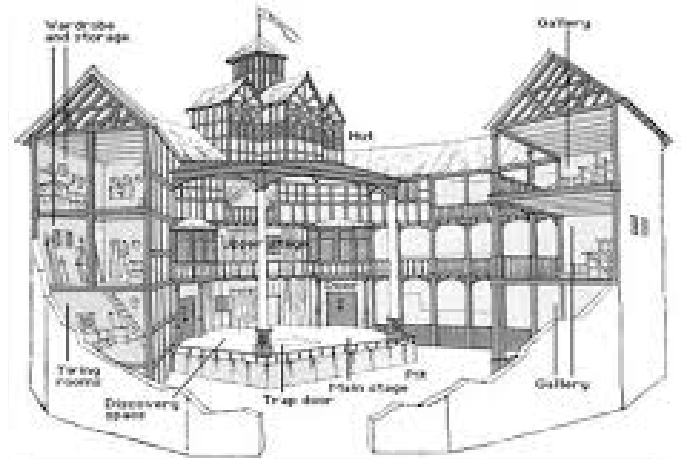 Wardrobe
and storage
Gallery
Hut
Upper stage
Tiring
rooms
Discovery
space
Trap door
Main stage
Pit
Gallery